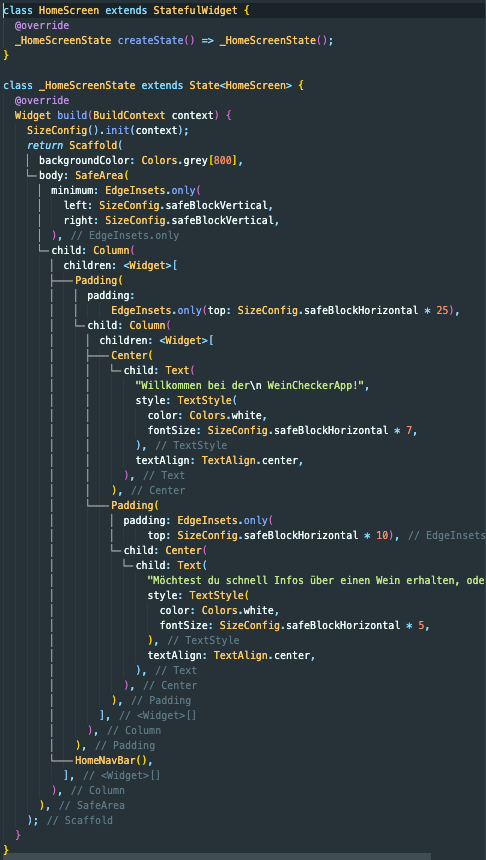 class HomeScreen extends StatefulWidget {
  @override
  _HomeScreenState createState() => _HomeScreenState();
}

class _HomeScreenState extends State<HomeScreen> {
  @override
  Widget build(BuildContext context) {
    SizeConfig().init(context);
    return Scaffold(
      backgroundColor: Colors.grey[800],
      body: SafeArea(
        minimum: EdgeInsets.only(
          left: SizeConfig.safeBlockVertical,
          right: SizeConfig.safeBlockVertical,
        ), // EdgeInsets.only
        child: Column(
          children: <Widget>[
            Padding(
              padding:
                  EdgeInsets.only(top: SizeConfig.safeBlockHorizontal * 25),
              child: Column(
                children: <Widget>[
                  Center(
                    child: Text(
                      "Willkommen bei der\n WeinCheckerApp!",
                      style: TextStyle(
                        color: Colors.white,
                        fontSize: SizeConfig.safeBlockHorizontal * 7,
                      ), // TextStyle
                      textAlign: TextAlign.center,
                    ), // Text
                  ), // Center
                  Padding(
                    padding: EdgeInsets.only(
                        top: SizeConfig.safeBlockHorizontal * 10), // EdgeInsets
                    child: Center(
                      child: Text(
                        "Möchtest du schnell Infos über einen Wein erhalten, ode
                        style: TextStyle(
                          color: Colors.white,
                          fontSize: SizeConfig.safeBlockHorizontal * 5,
                        ), // TextStyle
                        textAlign: TextAlign.center,
                      ), // Text
                    ), // Center
                  ), // Padding
                ], // <Widget>[]
              ), // Column
            ), // Padding
            HomeNavBar(),
          ], // <Widget>[]
        ), // Column
      ), // SafeArea
    ); // Scaffold
  }
}